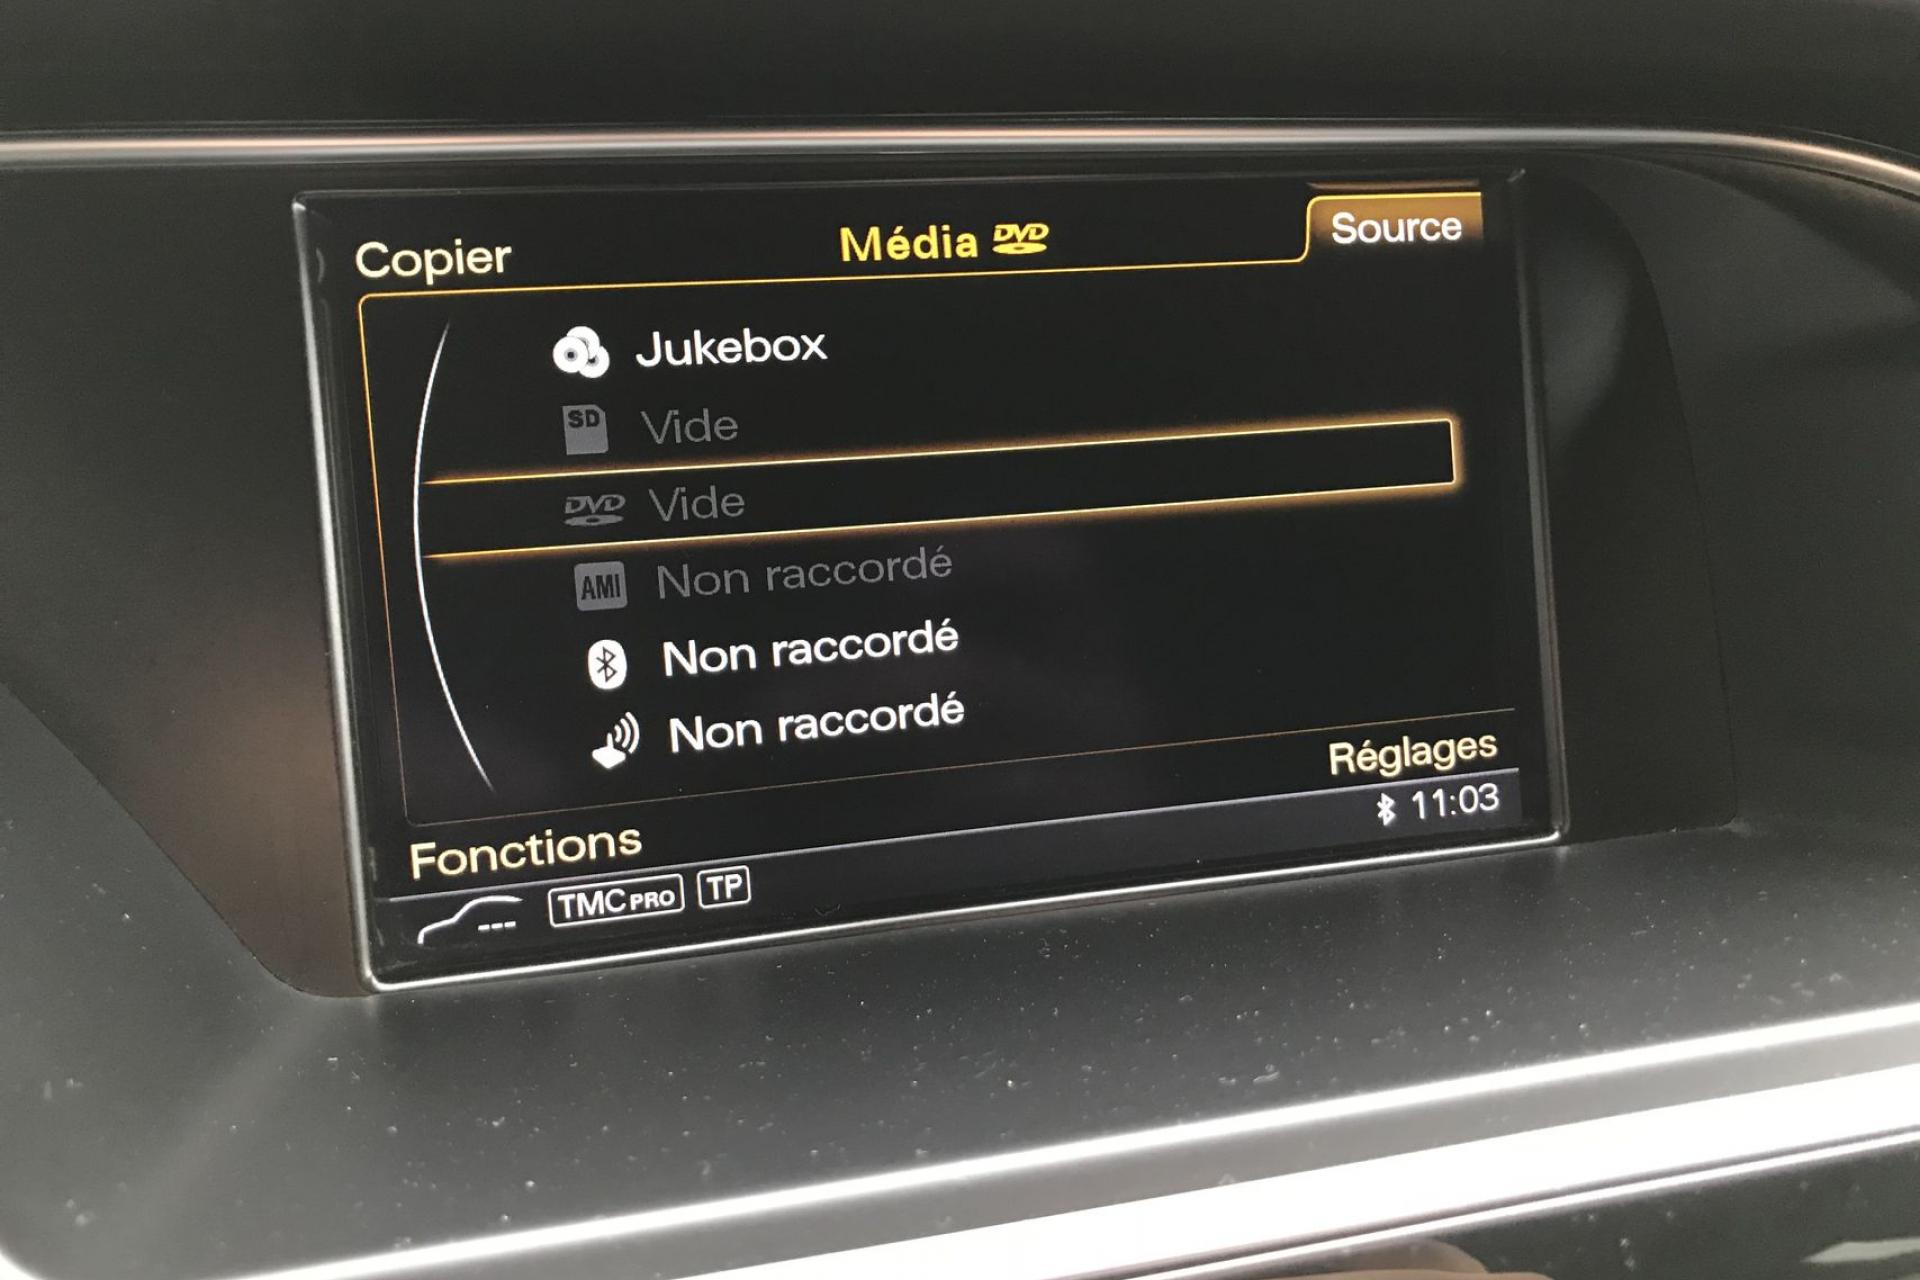 Copier
Média DVD
Source
Jukebox
SD Vide
DVD Vide
AMI Non raccordé
Non raccordé
Non raccordé
Réglages
11:03
Fonctions
--- TMC PRO TP